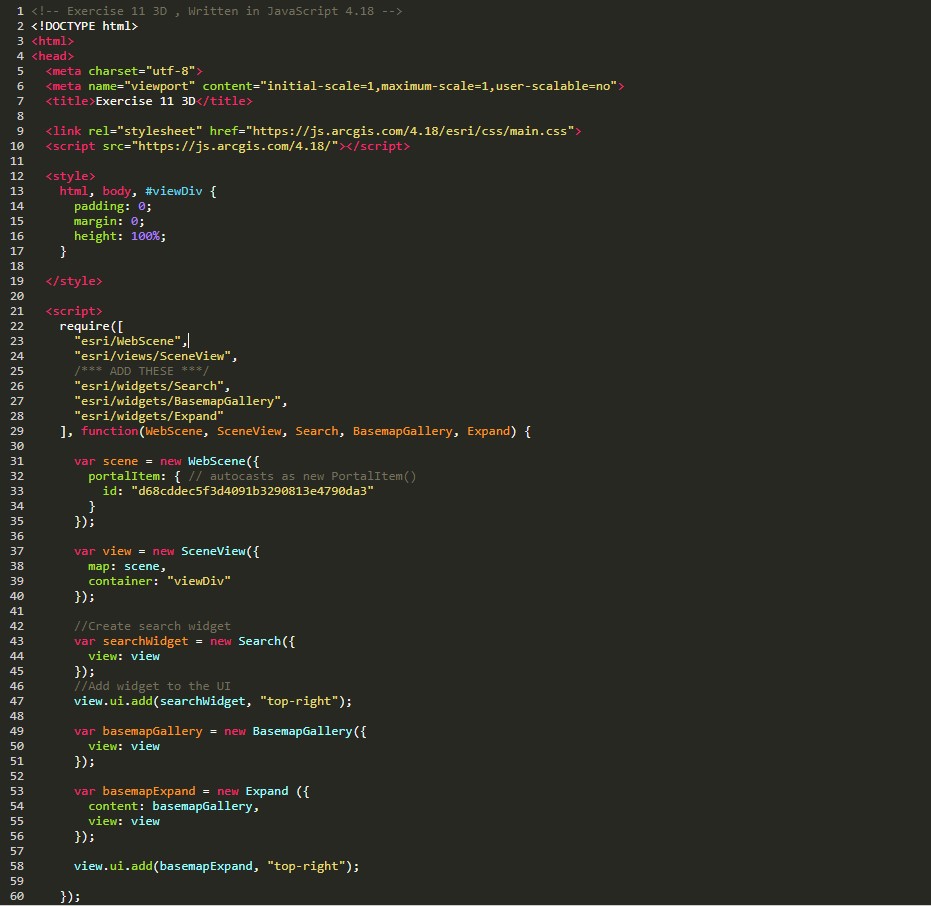 1 <!-- Exercise 11 3D , Written in JavaScript 4.18 -->
2 <!DOCTYPE html>
3 <html>
4 <head>
5   <meta charset="utf-8">
6   <meta name="viewport" content="initial-scale=1,maximum-scale=1,user-scalable=no">
7   <title>Exercise 11 3D</title>
8
9   <link rel="stylesheet" href="https://js.arcgis.com/4.18/esri/css/main.css">
10   <script src="https://js.arcgis.com/4.18/"></script>
11
12   <style>
13     html, body, #viewDiv {
14       padding: 0;
15       margin: 0;
16       height: 100%;
17     }
18
19   </style>
20
21   <script>
22     require([
23       "esri/WebScene",
24       "esri/views/SceneView",
25       /*** ADD THESE ***/
26       "esri/widgets/Search",
27       "esri/widgets/BasemapGallery",
28       "esri/widgets/Expand"
29     ], function(WebScene, SceneView, Search, BasemapGallery, Expand) {
30
31       var scene = new WebScene({
32         portalItem: { // autocasts as new PortalItem()
33           id: "d68cddec5f3d4091b3290813e4790da3"
34         }
35       });
36
37       var view = new SceneView({
38         map: scene,
39         container: "viewDiv"
40       });
41
42       //Create search widget
43       var searchWidget = new Search({
44         view: view
45       });
46       //Add widget to the UI
47       view.ui.add(searchWidget, "top-right");
48
49       var basemapGallery = new BasemapGallery({
50         view: view
51       });
52
53       var basemapExpand = new Expand ({
54         content: basemapGallery,
55         view: view
56       });
57
58       view.ui.add(basemapExpand, "top-right");
59
60     });